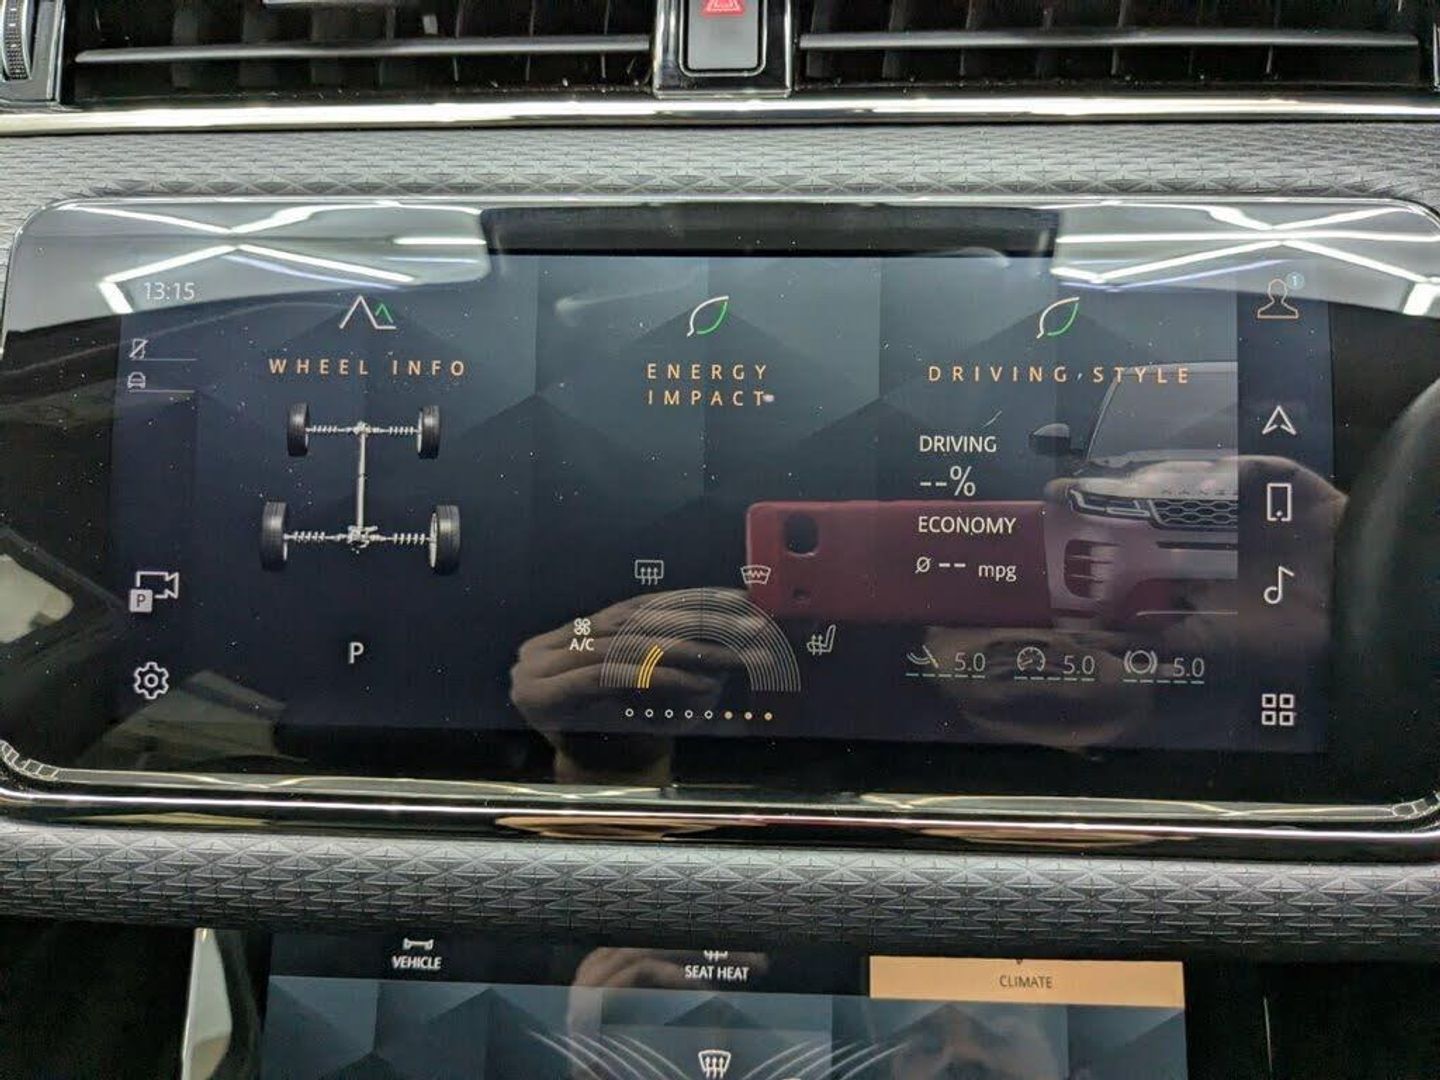 13:15
1
WHEEL INFO
ENERGY
IMPACT
DRIVING STYLE
DRIVING
--%
ECONOMY
Ø -- mpg
A/C
P
P
5.0 5.0 5.0
VEHICLE
SEAT HEAT
CLIMATE